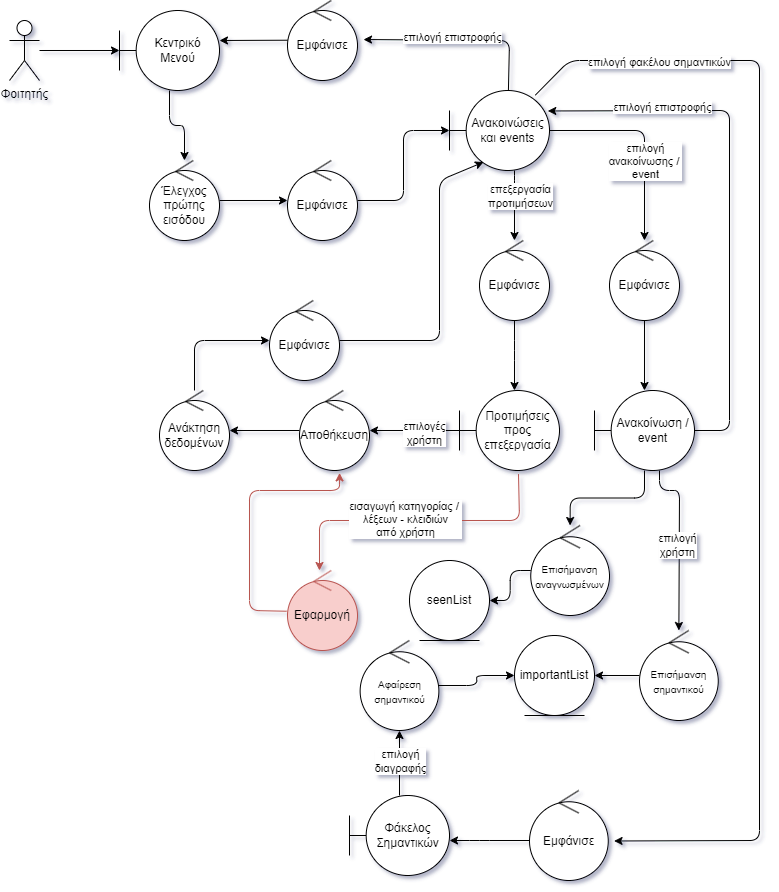 Φοιτητής
Κεντρικό
Μενού
Εμφάνισε
επιλογή επιστροφής
επιλογή φακέλου σημαντικών
Ανακοινώσεις
και events
επιλογή επιστροφής
επιλογή
ανακοίνωσης /
event
Έλεγχος
πρώτης
εισόδου
Εμφάνισε
επεξεργασία
προτιμήσεων
Εμφάνισε
Εμφάνισε
Εμφάνισε
Ανάκτηση
δεδομένων
Αποθήκευση
επιλογές
χρήστη
Προτιμήσεις
προς
επεξεργασία
Ανακοίνωση /
event
εισαγωγή κατηγορίας /
λέξεων - κλειδιών
από χρήστη
επιλογή
χρήστη
Εφαρμογή
seenList
Επισήμανση
αναγνωσμένων
Αφαίρεση
σημαντικού
importantList
Επισήμανση
σημαντικού
επιλογή
διαγραφής
Φάκελος
Σημαντικών
Εμφάνισε